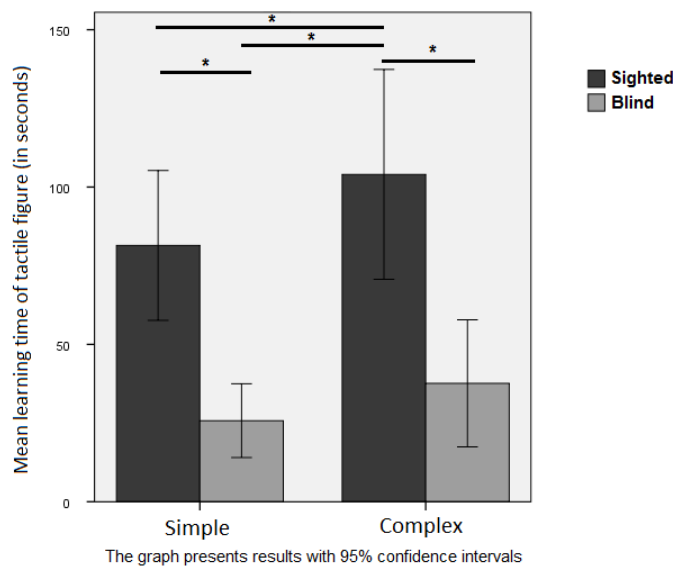 Mean learning time of tactile figure (in seconds)
150
100
50
0
*
*
*
*
Sighted
Blind
Simple
Complex
The graph presents results with 95% confidence intervals